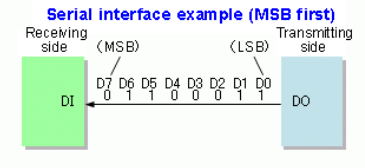 Serial interface example (MSB first)
Receiving side
Transmitting side
(MSB)
(LSB)
D7 D6 D5 D4 D3 D2 D1 D0
0 1 1 0 0 0 1 1
DI
DO